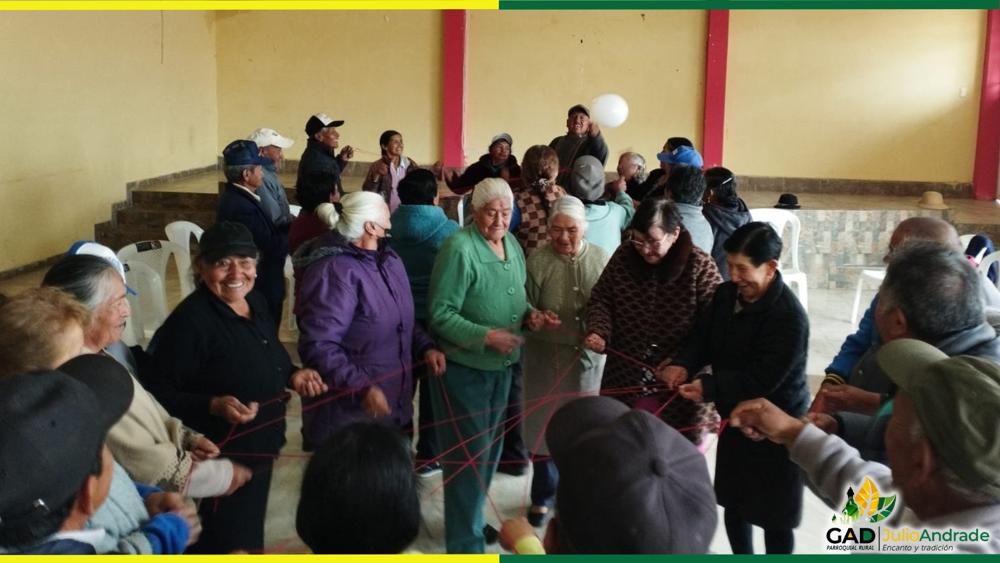 GAD
PARROQUIAL RURAL
JulioAndrade
Encanto y tradición